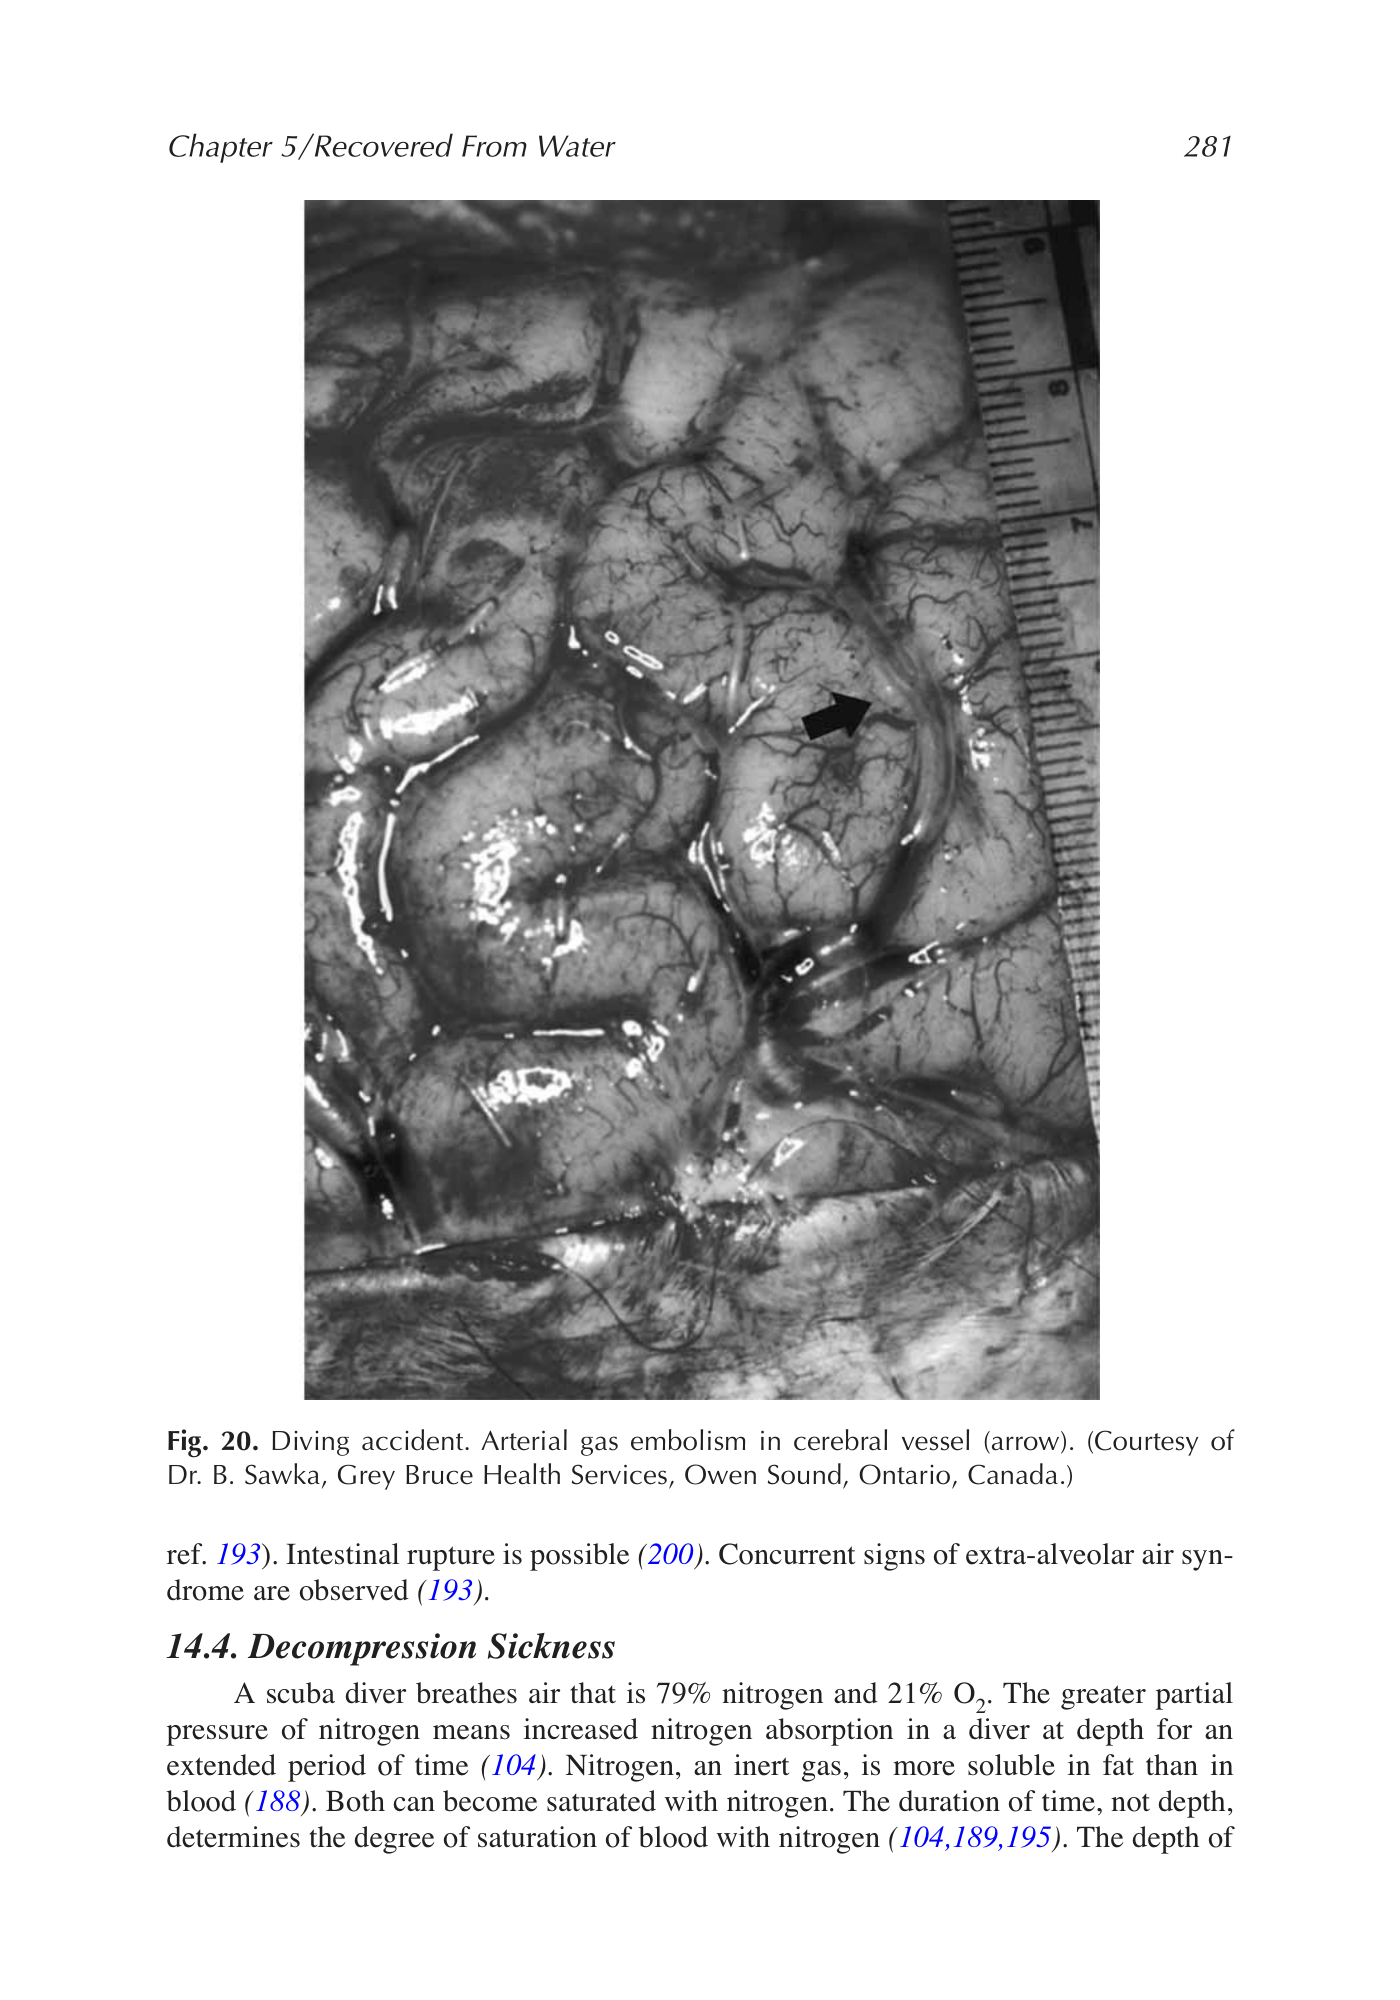 Chapter 5/Recovered From Water 281
9
8
7
Fig. 20. Diving accident. Arterial gas embolism in cerebral vessel (arrow). (Courtesy of
Dr. B. Sawka, Grey Bruce Health Services, Owen Sound, Ontario, Canada.)
ref. 193). Intestinal rupture is possible (200). Concurrent signs of extra-alveolar air syn-
drome are observed (193).
14.4. Decompression Sickness
A scuba diver breathes air that is 79% nitrogen and 21% O₂. The greater partial
pressure of nitrogen means increased nitrogen absorption in a diver at depth for an
extended period of time (104). Nitrogen, an inert gas, is more soluble in fat than in
blood (188). Both can become saturated with nitrogen. The duration of time, not depth,
determines the degree of saturation of blood with nitrogen (104,189,195). The depth of